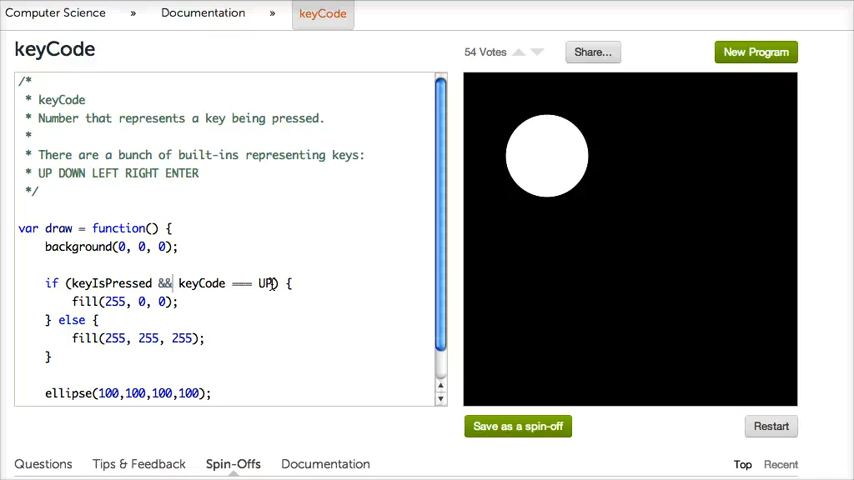 Computer Science » Documentation » keyCode
keyCode
54 Votes
Share...
New Program
/*
* keyCode
* Number that represents a key being pressed.
*
* There are a bunch of built-ins representing keys:
* UP DOWN LEFT RIGHT ENTER
*/
var draw = function() {
background(0, 0, 0);
if (keyIsPressed && keyCode === UP) {
fill(255, 0, 0);
} else {
fill(255, 255, 255);
}
ellipse(100,100,100,100);
Save as a spin-off
Restart
Questions Tips & Feedback Spin-Offs Documentation
Top Recent